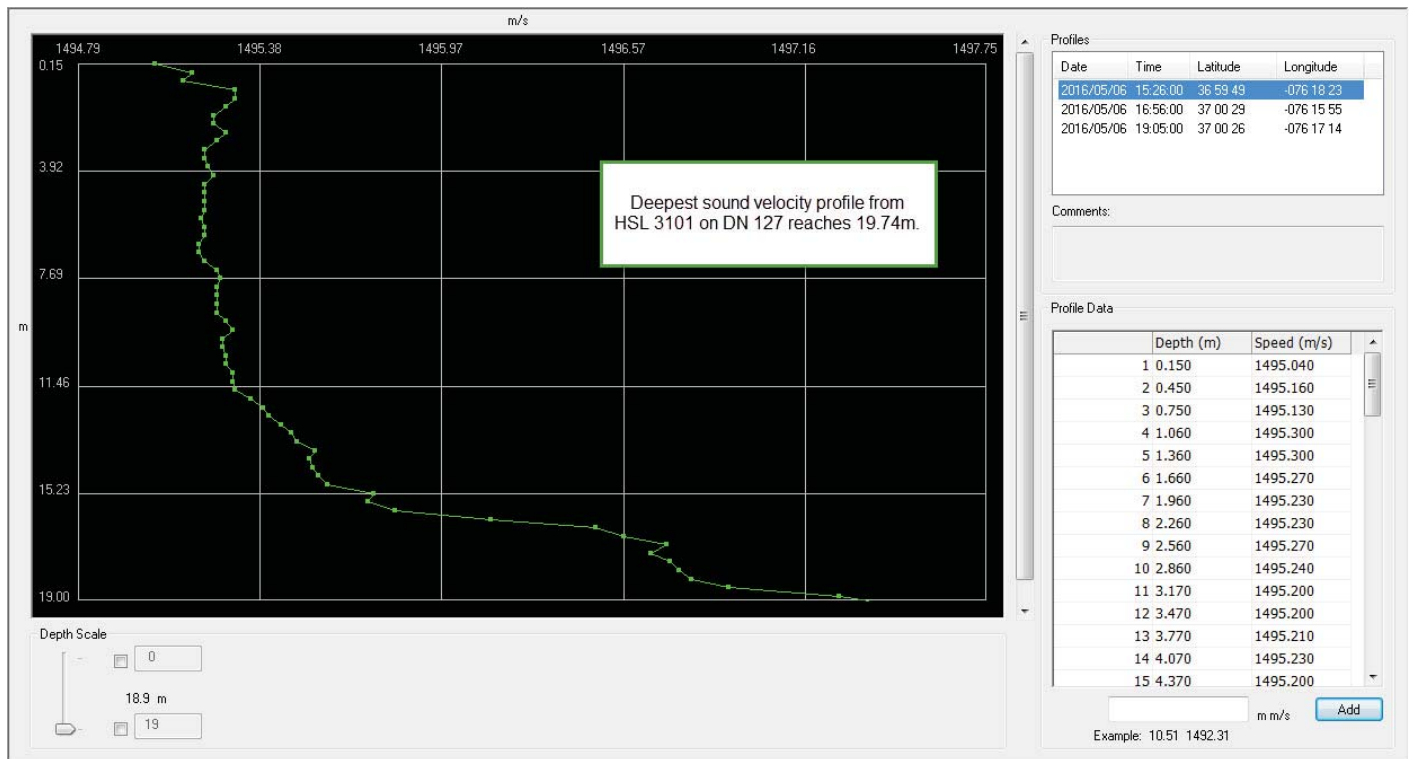 m/s
1494.79 1495.38 1495.97 1496.57 1497.16 1497.75
0.15
3.92
7.69
m
11.46
15.23
19.00
Deepest sound velocity profile from
HSL 3101 on DN 127 reaches 19.74m.
Depth Scale
0
18.9 m
19
Profiles
Date Time Latitude Longitude
2016/05/06 15:26:00 36 59 49 -076 18 23
2016/05/06 16:56:00 37 00 29 -076 15 55
2016/05/06 19:05:00 37 00 26 -076 17 14
Comments:
Profile Data
Depth (m) Speed (m/s)
1 0.150 1495.040
2 0.450 1495.160
3 0.750 1495.130
4 1.060 1495.300
5 1.360 1495.300
6 1.660 1495.270
7 1.960 1495.230
8 2.260 1495.230
9 2.560 1495.270
10 2.860 1495.240
11 3.170 1495.200
12 3.470 1495.200
13 3.770 1495.210
14 4.070 1495.230
15 4.370 1495.200
m m/s Add
Example: 10.51 1492.31